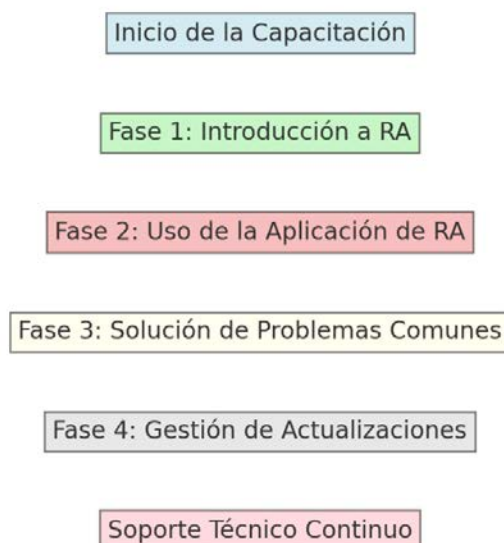 Inicio de la Capacitación
Fase 1: Introducción a RA
Fase 2: Uso de la Aplicación de RA
Fase 3: Solución de Problemas Comunes
Fase 4: Gestión de Actualizaciones
Soporte Técnico Continuo